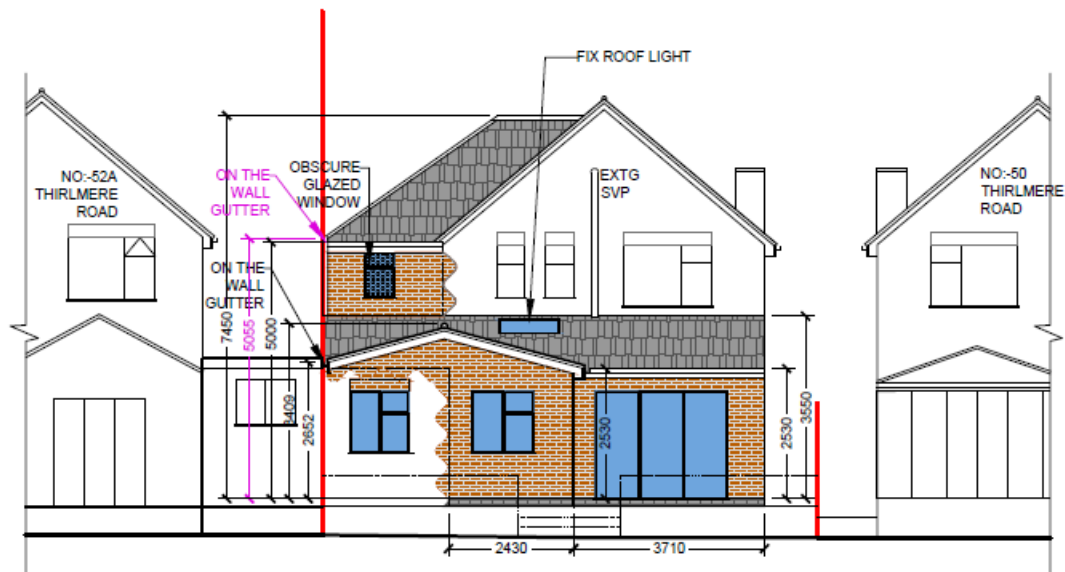 FIX ROOF LIGHT
NO:-52A
THIRLMERE
ROAD
ON THE
WALL
GUTTER
OBSCURE
GLAZED
WINDOW
EXTG
SVP
NO:-50
THIRLMERE
ROAD
ON THE
WALL
GUTTER
7450
5055
5000
3409
2652
2530
2530
3550
2430
3710